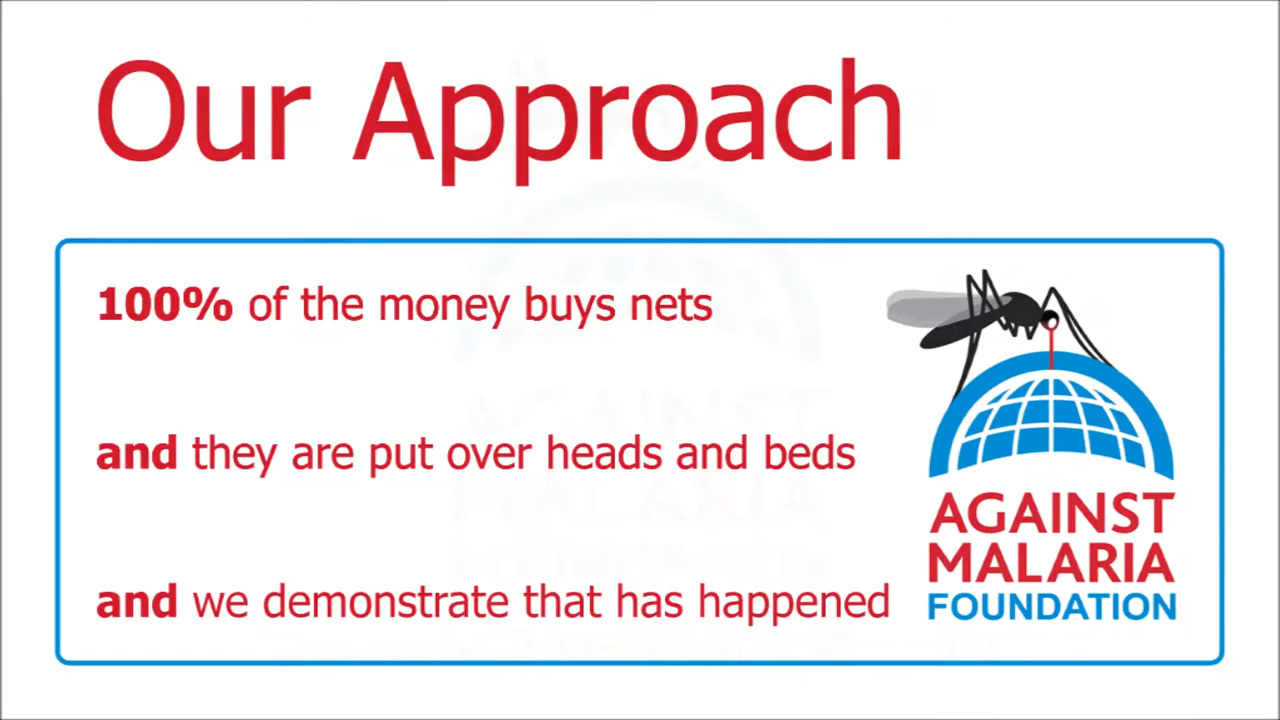 Our Approach
100% of the money buys nets
and they are put over heads and beds
and we demonstrate that has happened
AGAINST
MALARIA
FOUNDATION